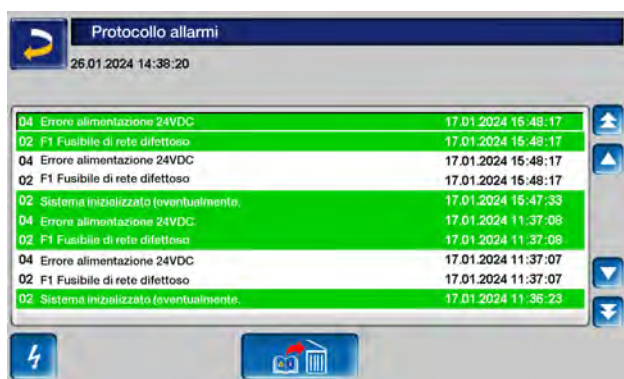 Protocollo allarmi
26.01.2024 14:38:20
04 Errore alimentazione 24VDC 17.01.2024 15:48:17
02 F1 Fusibile di rete difettoso 17.01.2024 15:48:17
04 Errore alimentazione 24VDC 17.01.2024 15:48:17
02 F1 Fusibile di rete difettoso 17.01.2024 15:48:17
02 Sistema inizializzato (eventualmente. 17.01.2024 15:47:33
04 Errore alimentazione 24VDC 17.01.2024 11:37:08
02 F1 Fusibile di rete difettoso 17.01.2024 11:37:08
04 Errore alimentazione 24VDC 17.01.2024 11:37:07
02 F1 Fusibile di rete difettoso 17.01.2024 11:37:07
02 Sistema inizializzato (eventualmente. 17.01.2024 11:36:23